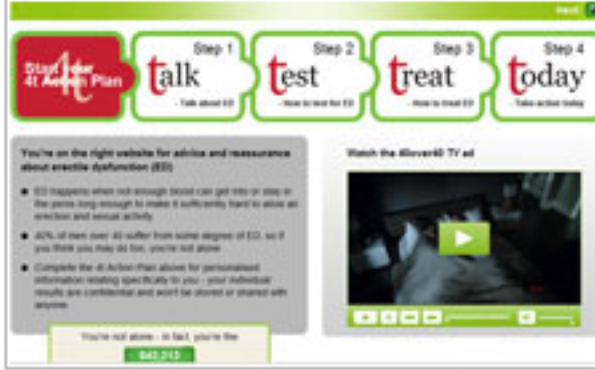 Next
Start your
4t Action Plan
Step 1
talk
- Talk about ED
Step 2
test
- How to test for ED
Step 3
treat
- How to treat ED
Step 4
today
- Take action today
You're on the right website for advice and reassurance
about erectile dysfunction (ED)
ED happens when not enough blood can get into or stay in
the penis long enough to make it sufficiently hard to allow an
erection and sexual activity.
40% of men over 40 suffer from some degree of ED, so if
you think you may do too, you're not alone
Complete the 4t Action Plan above for personalised
information relating specifically to you - your individual
results are confidential and won't be stored or shared with
anyone
You're not alone - in fact, you're the
Watch the 40over40 TV ad